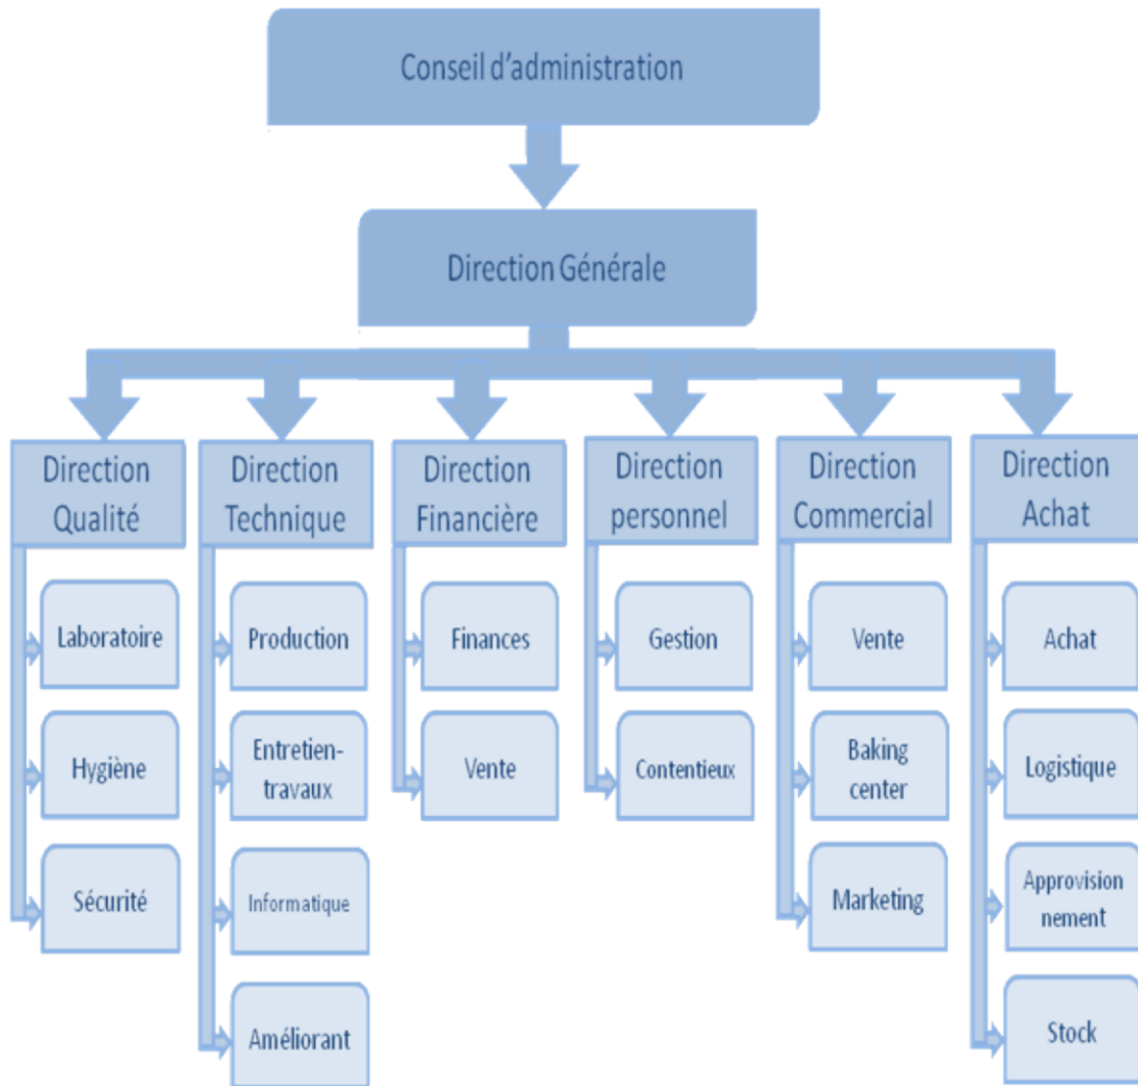 Conseil d'administration
Direction Générale
Direction
Qualité
Direction
Technique
Direction
Financière
Direction
personnel
Direction
Commercial
Direction
Achat
Laboratoire
Hygiène
Sécurité
Production
Entretien-
travaux
Informatique
Améliorant
Finances
Vente
Gestion
Contentieux
Vente
Baking
center
Marketing
Achat
Logistique
Approvision
nement
Stock